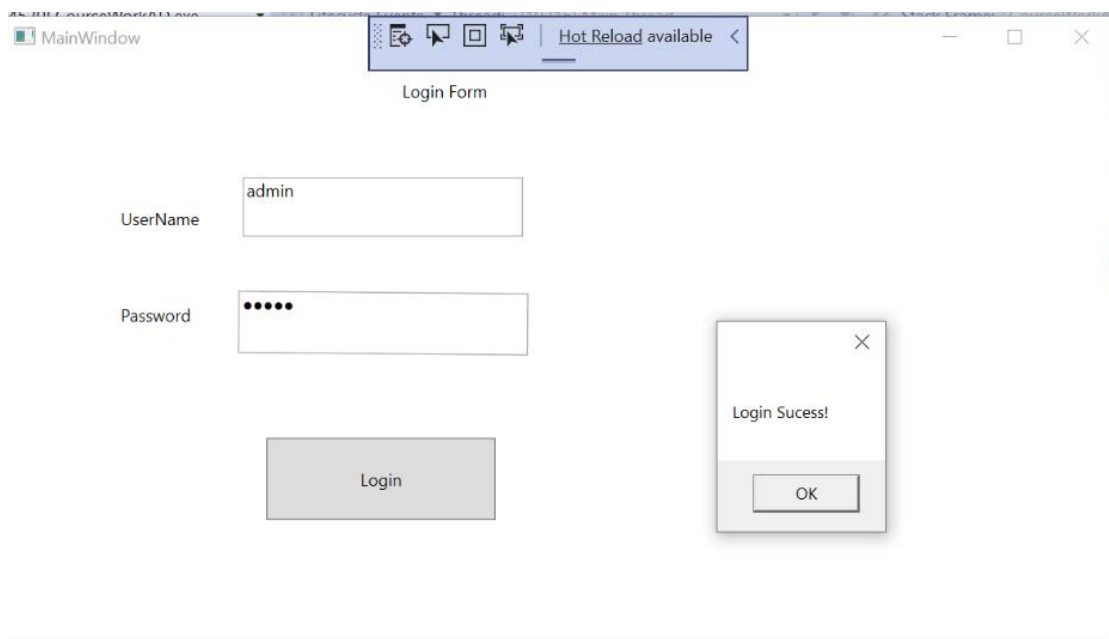 MainWindow
Hot Reload available
Login Form
admin
UserName
Password
●●●●●
Login Sucess!
Login
OK